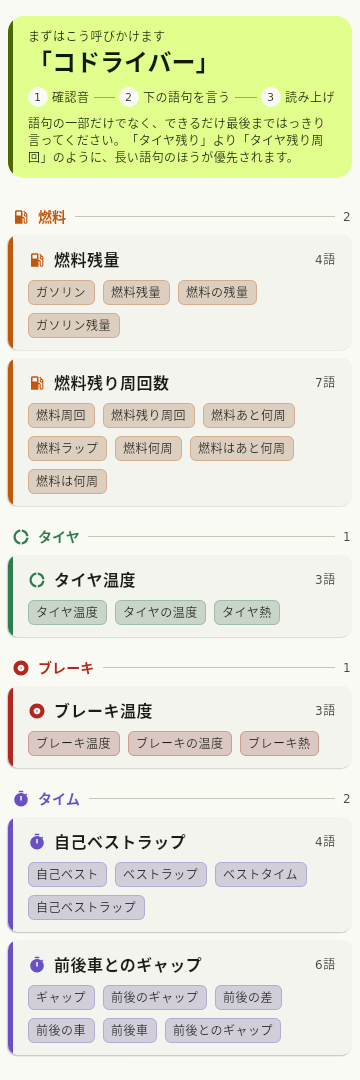 まずはこう呼びかけます
「コドライバー」
1 確認音 2 下の語句を言う 3 読み上げ
語句の一部だけでなく、できるだけ最後まではっきり
言ってください。「タイヤ残り」より「タイヤ残り周
回」のように、長い語句のほうが優先されます。
燃料 2
燃料残量 4語
ガソリン 燃料残量 燃料の残量
ガソリン残量
燃料残り周回数 7語
燃料周回 燃料残り周回 燃料あと何周
燃料ラップ 燃料何周 燃料はあと何周
燃料は何周
タイヤ 1
タイヤ温度 3語
タイヤ温度 タイヤの温度 タイヤ熱
ブレーキ 1
ブレーキ温度 3語
ブレーキ温度 ブレーキの温度 ブレーキ熱
タイム 2
自己ベストラップ 4語
自己ベスト ベストラップ ベストタイム
自己ベストラップ
前後車とのギャップ 6語
ギャップ 前後のギャップ 前後の差
前後の車 前後車 前後とのギャップ